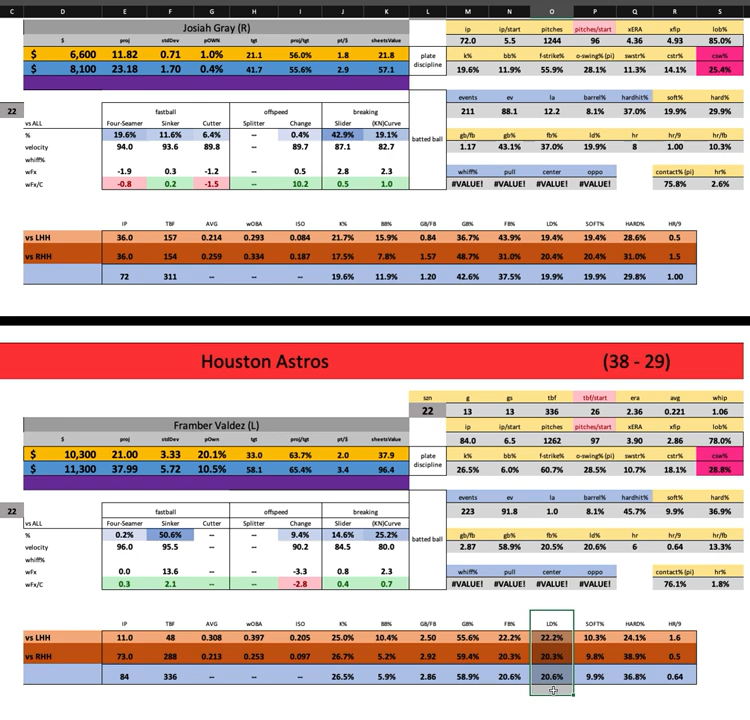 L M N O P Q R S
Josiah Gray (R) ip ip/start pitches pitches/start xERA xfip lob%
72.0 5.5 1244 96 4.36 4.93 85.0%
$ proj stdDev pOWN tgt proj/tgt pt/$ sheetsValue
$ 6,600 11.82 0.71 1.0% 21.1 56.0% 1.8 21.8 plate discipline k% bb% f-strike% o-swing% (pi) swstr% cstr% csw%
$ 8,100 23.18 1.70 0.4% 41.7 55.6% 2.9 57.1 19.6% 11.9% 55.9% 28.1% 11.3% 14.1% 25.4%
events ev la barrel% hardhit% soft% hard%
22 fastball offspeed breaking 211 88.1 12.2 8.1% 37.0% 19.9% 29.9%
vs ALL Four-Seamer Sinker Cutter Splitter Change Slider (KN)Curve
% 19.6% 11.6% 6.4% -- 0.4% 42.9% 19.1% batted ball gb/fb gb% fb% ld% hr hr/9 hr/fb
velocity 94.0 93.6 89.8 -- 89.7 87.1 82.7 1.17 43.1% 37.0% 19.9% 8 1.00 10.3%
whiff%
wFx -1.9 0.3 -1.2 0.5 2.8 2.3 whiff% pull center oppo contact% (pi) hr%
wFx/C -0.8 0.2 -1.5 10.2 0.5 1.0 #VALUE! #VALUE! #VALUE! #VALUE! 75.8% 2.6%
IP TBF AVG wOBA ISO K% BB% GB/FB GB% FB% LD% SOFT% HARD% HR/9
vs LHH 36.0 157 0.214 0.293 0.084 21.7% 15.9% 0.84 36.7% 43.9% 19.4% 19.4% 28.6% 0.5
vs RHH 36.0 154 0.259 0.334 0.187 17.5% 7.8% 1.57 48.7% 31.0% 20.4% 20.4% 31.0% 1.5
72 311 -- -- -- 19.6% 11.9% 1.20 42.6% 37.5% 19.9% 19.9% 29.8% 1.00
Houston Astros (38 - 29)
szn g gs tbf tbf/start era avg whip
22 13 13 336 26 2.36 0.221 1.06
Framber Valdez (L) ip ip/start pitches pitches/start xERA xfip lob%
$ proj stdDev pOwn tgt proj/tgt pt/$ sheetsValue 84.0 6.5 1262 97 3.90 2.86 78.0%
$ 10,300 21.00 3.33 20.1% 33.0 63.7% 2.0 37.9 plate discipline k% bb% f-strike% o-swing% (pi) swstr% cstr% csw%
$ 11,300 37.99 5.72 10.5% 58.1 65.4% 3.4 96.4 26.5% 6.0% 60.7% 28.5% 10.7% 18.1% 28.8%
events ev la barrel% hardhit% soft% hard%
22 fastball offspeed breaking 223 91.8 1.0 8.1% 45.7% 9.9% 36.9%
vs ALL Four-Seamer Sinker Cutter Splitter Change Slider (KN)Curve
% 0.2% 50.6% -- -- 9.4% 14.6% 25.2% batted ball gb/fb gb% fb% ld% hr hr/9 hr/fb
velocity 96.0 95.5 -- -- 90.2 84.5 80.0 2.87 58.9% 20.5% 20.6% 6 0.64 13.3%
whiff%
wFx 0.0 13.6 -3.3 0.8 2.3 whiff% pull center oppo contact% (pi) hr%
wFx/C 0.3 2.1 -2.8 0.4 0.7 #VALUE! #VALUE! #VALUE! #VALUE! 76.1% 1.8%
IP TBF AVG wOBA ISO K% BB% GB/FB GB% FB% LD% SOFT% HARD% HR/9
vs LHH 11.0 48 0.308 0.397 0.205 25.0% 10.4% 2.50 55.6% 22.2% 22.2% 10.3% 24.1% 1.6
vs RHH 73.0 288 0.213 0.253 0.097 26.7% 5.2% 2.92 59.4% 20.3% 20.3% 9.8% 38.9% 0.5
84 336 -- -- -- 26.5% 5.9% 2.86 58.9% 20.6% 20.6% 9.9% 36.8% 0.64